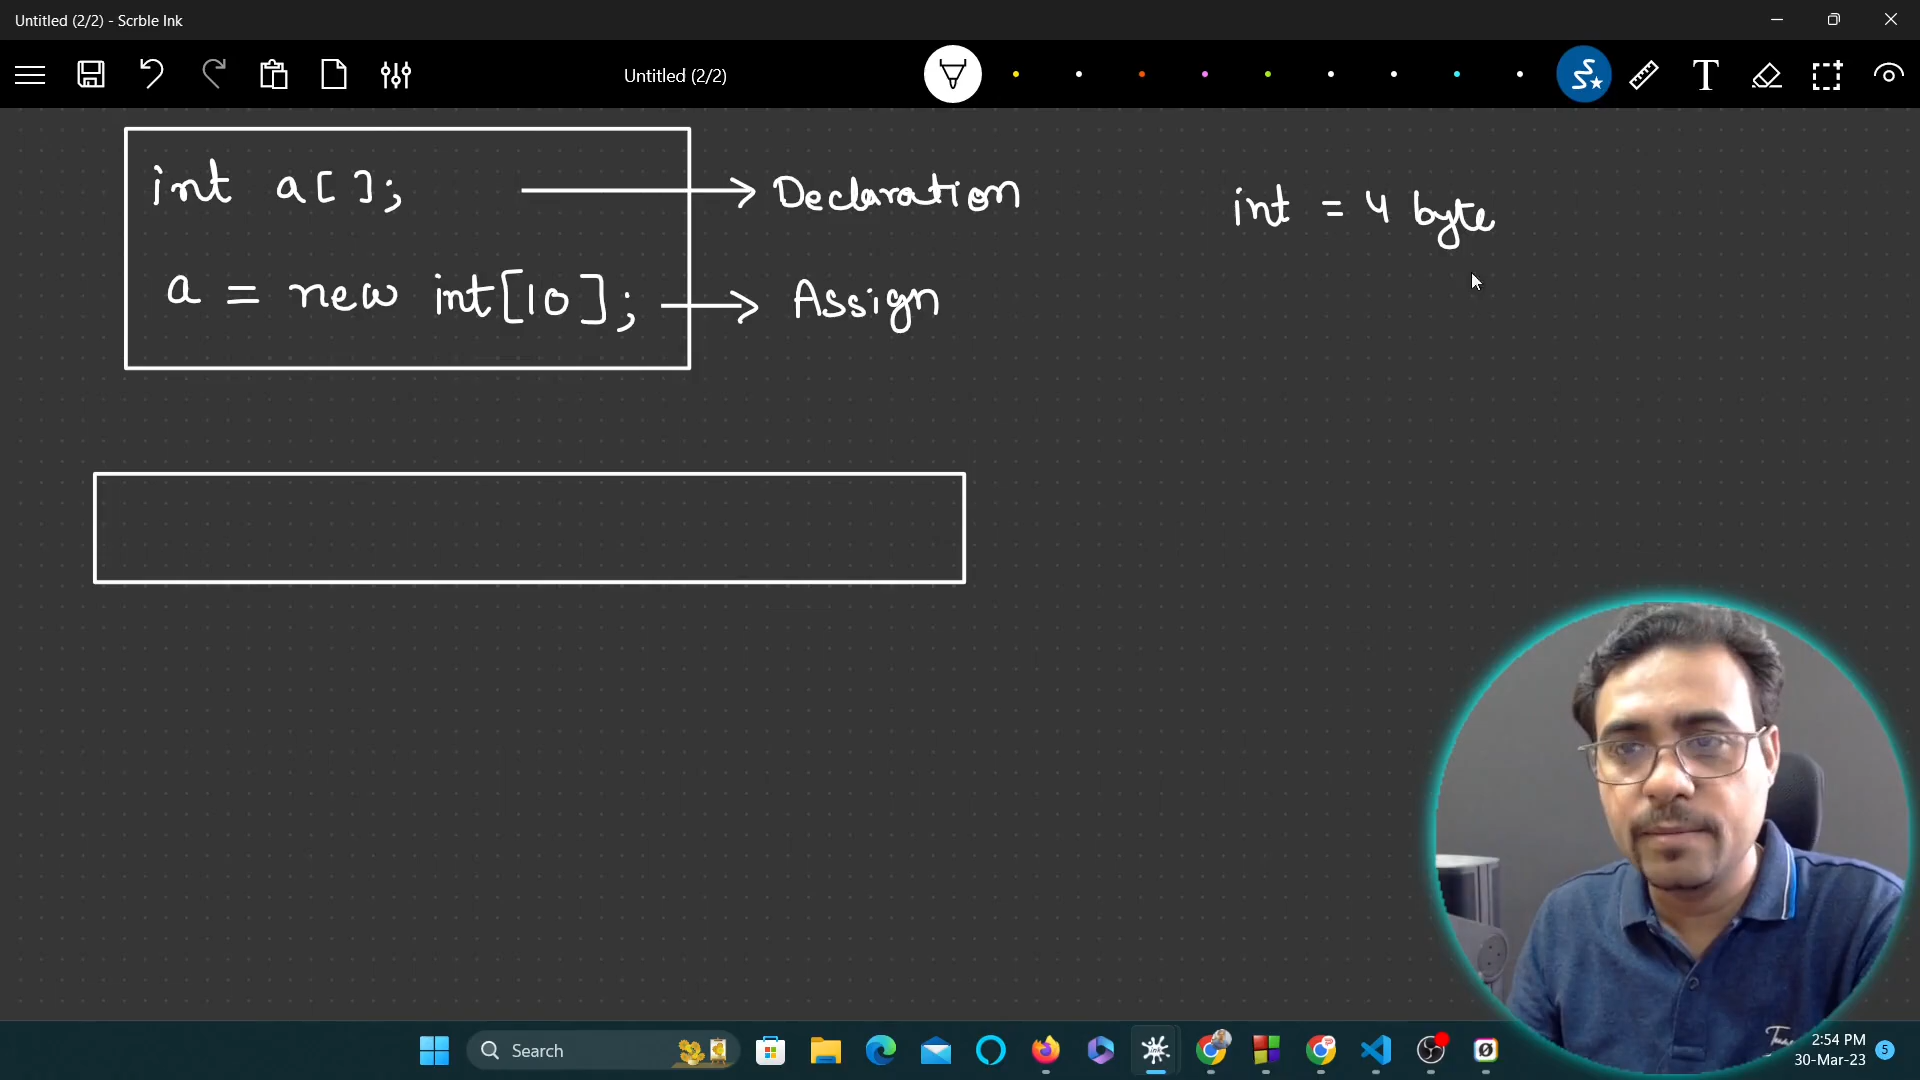 Untitled (2/2) - Scrble Ink
Untitled (2/2)
T
int a[ ];
Declaration
int = 4 byte
a = new int[10];
Assign
Search
2:54 PM
30-Mar-23
5